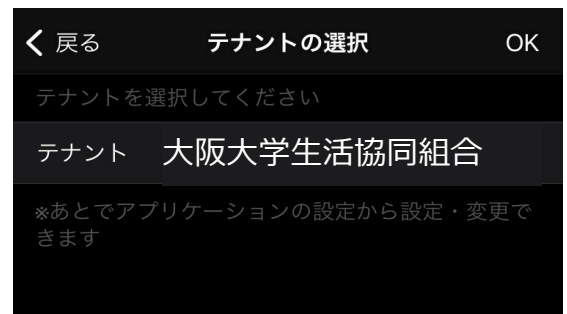 戻る テナントの選択 OK
テナントを選択してください
テナント 大阪大学生活協同組合
※あとでアプリケーションの設定から設定・変更で
きます